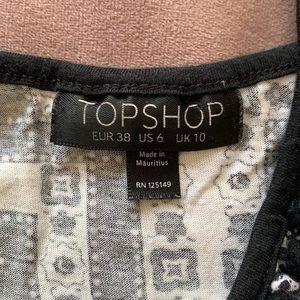 TOPSHOP
EUR 38 US 6 UK 10
Made in
Mauritius
RN 125149